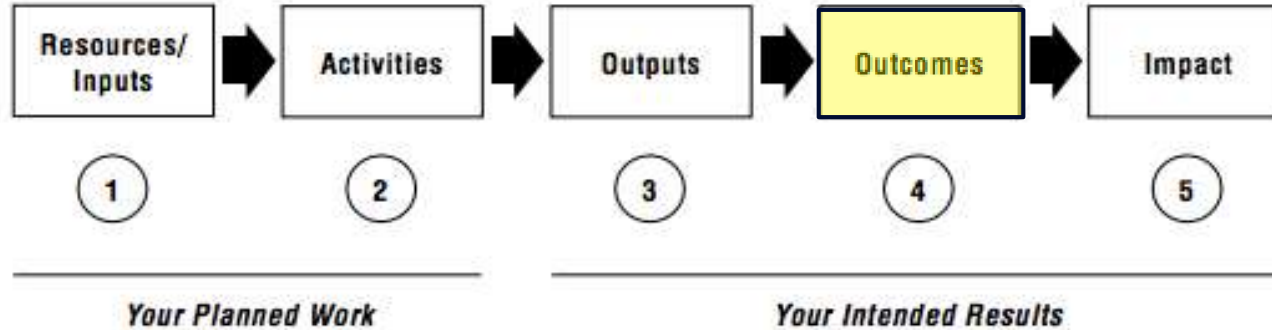 Resources/
Inputs
Activities
Outputs
Outcomes
Impact
1
2
3
4
5
Your Planned Work
Your Intended Results